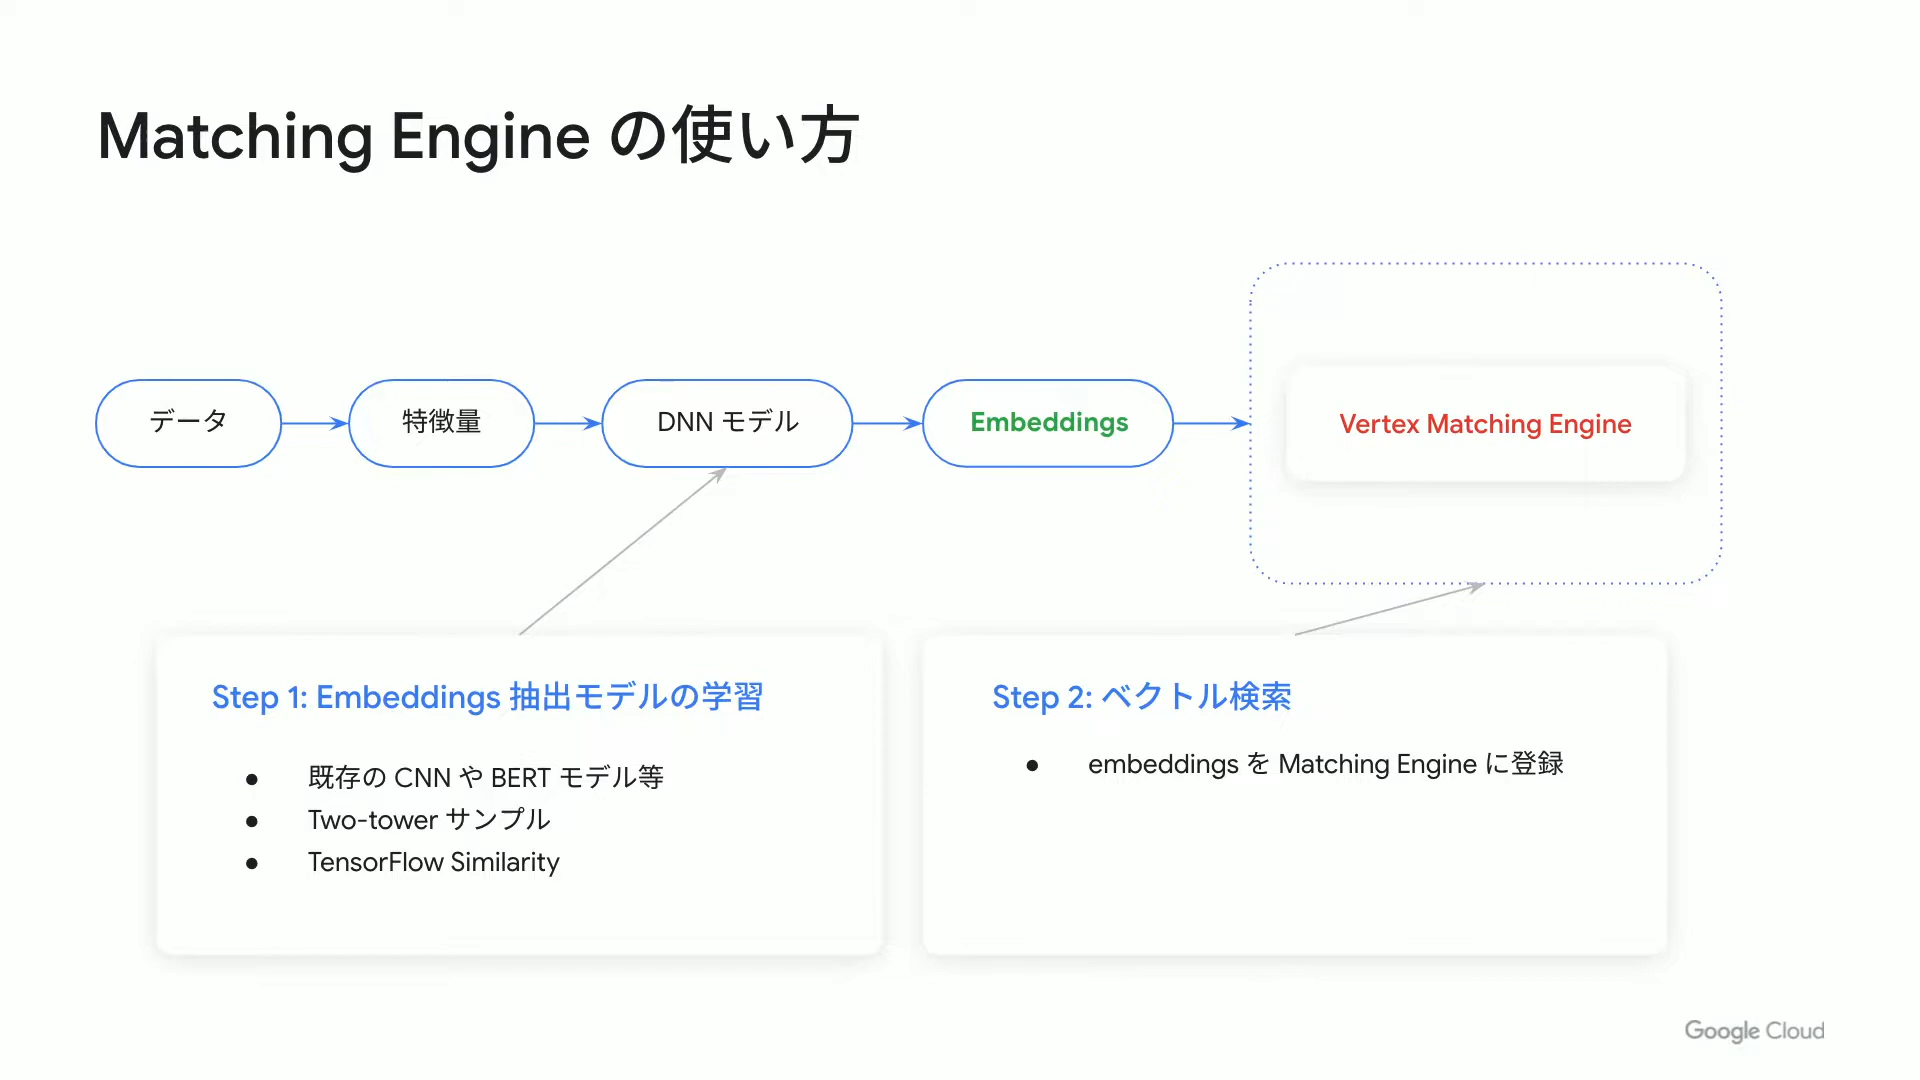 Matching Engine の使い方
データ
特徴量
DNN モデル
Embeddings
Vertex Matching Engine
Step 1: Embeddings 抽出モデルの学習
● 既存の CNN や BERT モデル等
● Two-tower サンプル
● TensorFlow Similarity
Step 2: ベクトル検索
● embeddings を Matching Engine に登録
Google Cloud